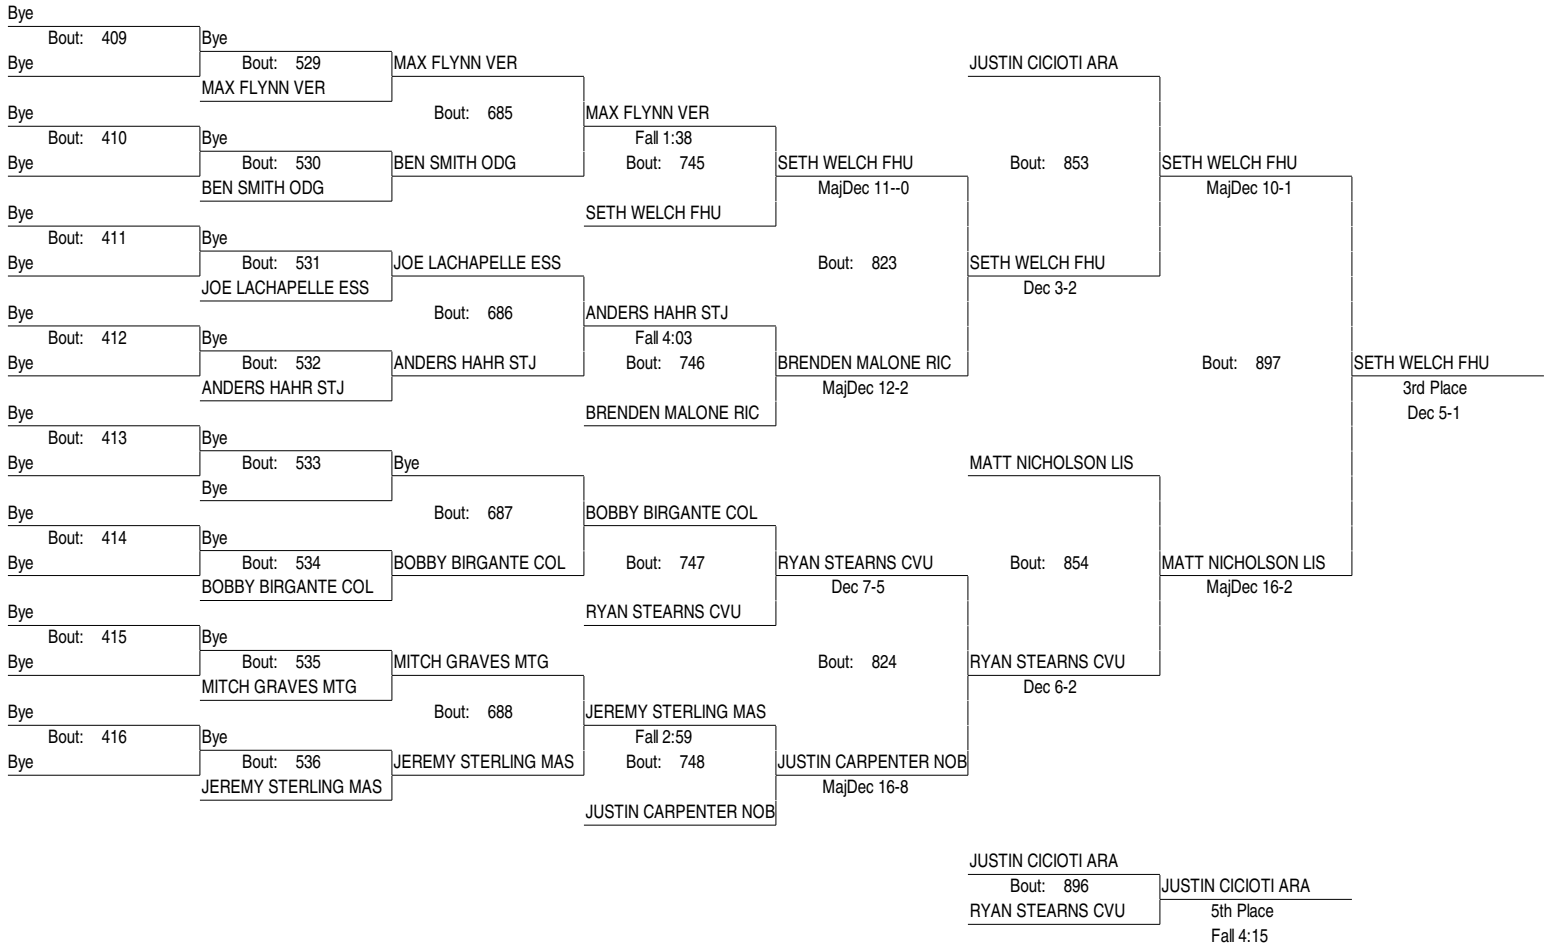 Bye
Bout: 409 Bye
Bye Bout: 529 MAX FLYNN VER JUSTIN CICIOTI ARA
MAX FLYNN VER
Bye Bout: 685 MAX FLYNN VER
Bout: 410 Bye Fall 1:38
Bye Bout: 530 BEN SMITH ODG Bout: 745 SETH WELCH FHU Bout: 853 SETH WELCH FHU
BEN SMITH ODG MajDec 11--0 MajDec 10-1
Bye SETH WELCH FHU
Bout: 411 Bye
Bye Bout: 531 JOE LACHAPELLE ESS Bout: 823 SETH WELCH FHU
JOE LACHAPELLE ESS Dec 3-2
Bye Bout: 686 ANDERS HAHR STJ
Bout: 412 Bye Fall 4:03
Bye Bout: 532 ANDERS HAHR STJ Bout: 746 BRENDEN MALONE RIC Bout: 897 SETH WELCH FHU
ANDERS HAHR STJ MajDec 12-2 3rd Place
Bye BRENDEN MALONE RIC Dec 5-1
Bout: 413 Bye
Bye Bout: 533 Bye MATT NICHOLSON LIS
Bye
Bye Bout: 687 BOBBY BIRGANTE COL
Bout: 414 Bye
Bye Bout: 534 BOBBY BIRGANTE COL Bout: 747 RYAN STEARNS CVU Bout: 854 MATT NICHOLSON LIS
BOBBY BIRGANTE COL Dec 7-5 MajDec 16-2
Bye RYAN STEARNS CVU
Bout: 415 Bye
Bye Bout: 535 MITCH GRAVES MTG Bout: 824 RYAN STEARNS CVU
MITCH GRAVES MTG Dec 6-2
Bye Bout: 688 JEREMY STERLING MAS
Bout: 416 Bye Fall 2:59
Bye Bout: 536 JEREMY STERLING MAS Bout: 748 JUSTIN CARPENTER NOB
JEREMY STERLING MAS MajDec 16-8
JUSTIN CARPENTER NOB
JUSTIN CICIOTI ARA
Bout: 896 JUSTIN CICIOTI ARA
RYAN STEARNS CVU 5th Place
Fall 4:15